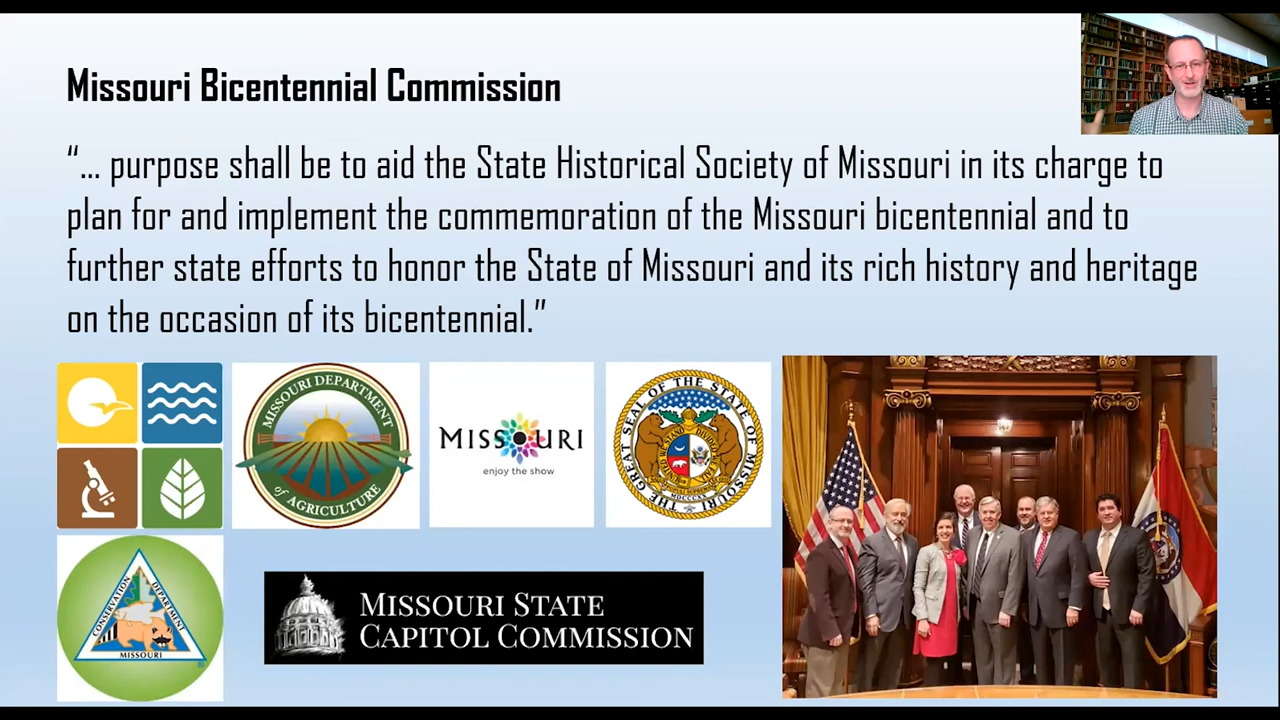 Missouri Bicentennial Commission
“... purpose shall be to aid the State Historical Society of Missouri in its charge to
plan for and implement the commemoration of the Missouri bicentennial and to
further state efforts to honor the State of Missouri and its rich history and heritage
on the occasion of its bicentennial.”
MISSOURI DEPARTMENT
of AGRICULTURE
MISSOURI
enjoy the show
THE GREAT SEAL OF THE STATE OF MISSOURI
MDCCCXX
CONSERVATION
DEPARTMENT
MISSOURI
MISSOURI STATE
CAPITOL COMMISSION